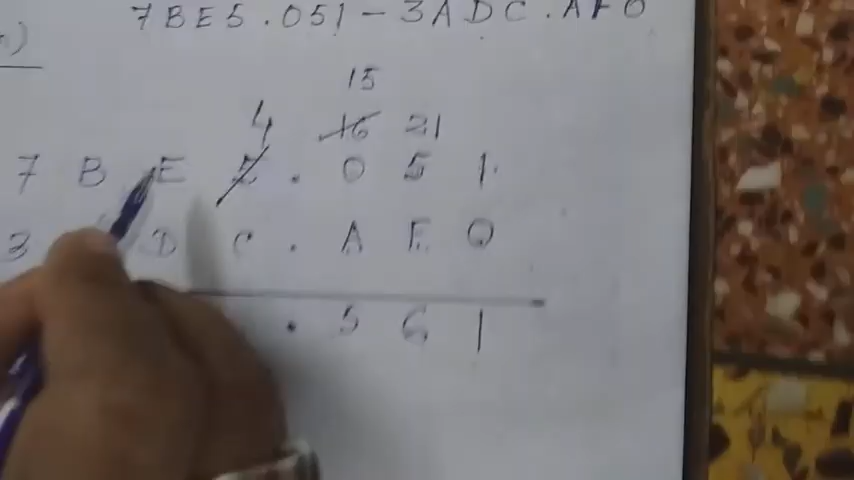 7BE5.051-3ADC.AF0
15
4 16 21
7 B E 5 . 0 5 1
3 D C . A F 0
. 5 6 1